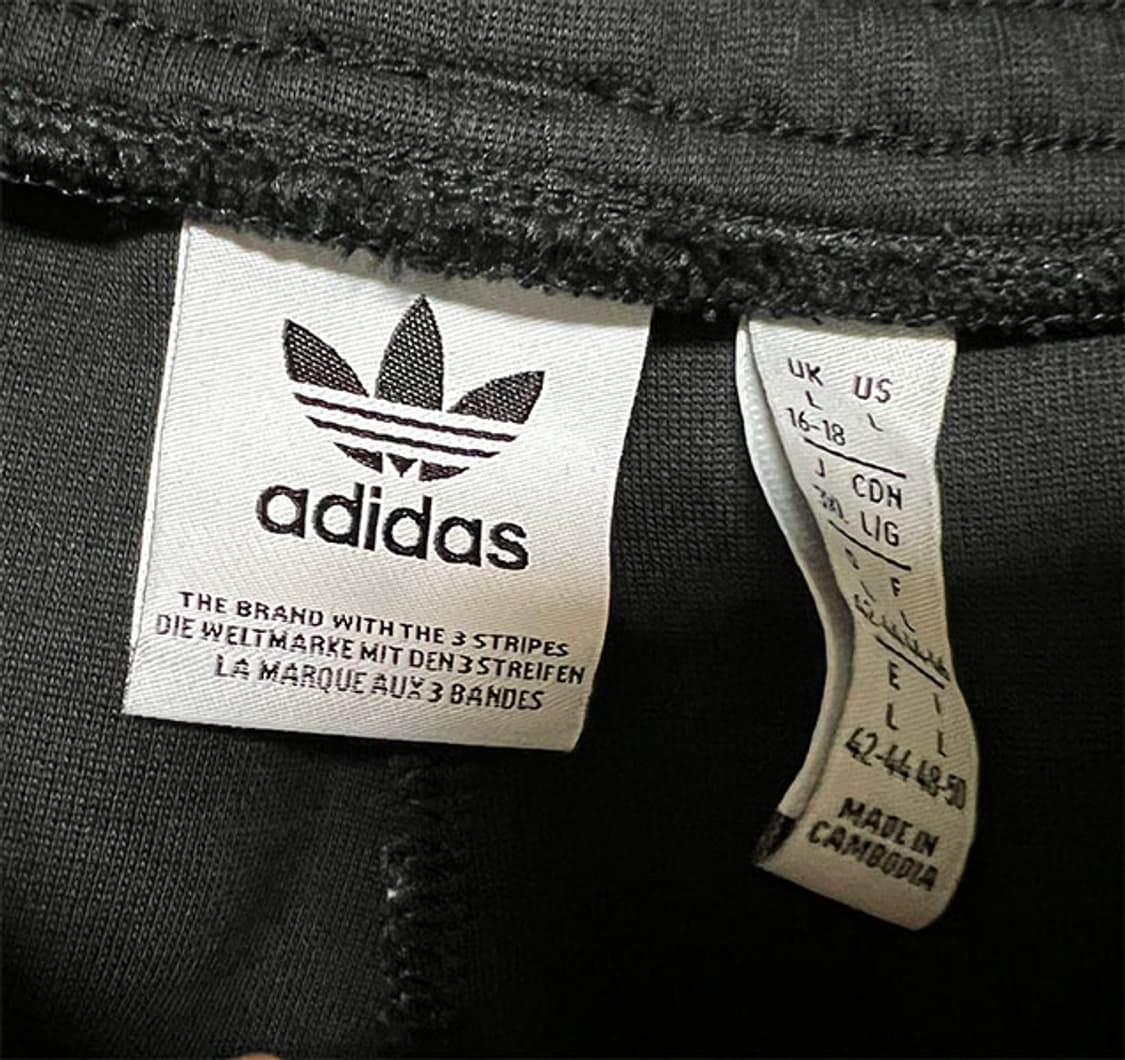 adidas
THE BRAND WITH THE 3 STRIPES
DIE WELTMARKE MIT DEN 3 STREIFEN
LA MARQUE AUX 3 BANDES
UK US
L L
16-18
J CDN
L/G
F
E I
L L
42-44 48-50
MADE IN
CAMBODIA